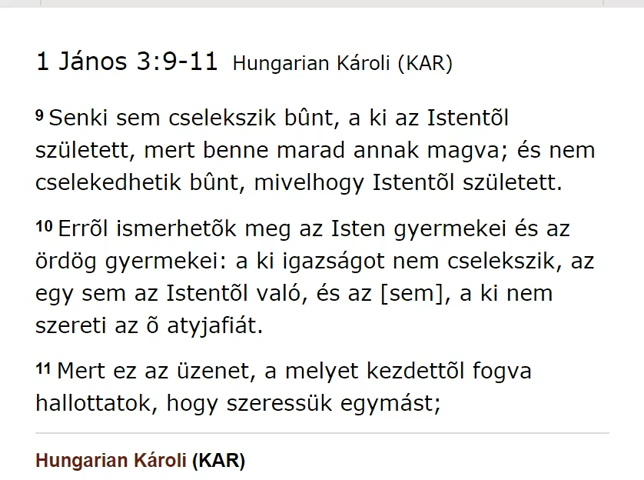 1 János 3:9-11 Hungarian Károli (KAR)
9 Senki sem cselekszik bûnt, a ki az Istentõl
született, mert benne marad annak magva; és nem
cselekedhetik bûnt, mivelhogy Istentõl született.
10 Errõl ismerhetõk meg az Isten gyermekei és az
ördög gyermekei: a ki igazságot nem cselekszik, az
egy sem az Istentõl való, és az [sem], a ki nem
szereti az õ atyjafiát.
11 Mert ez az üzenet, a melyet kezdettõl fogva
hallottatok, hogy szeressük egymást;
Hungarian Károli (KAR)